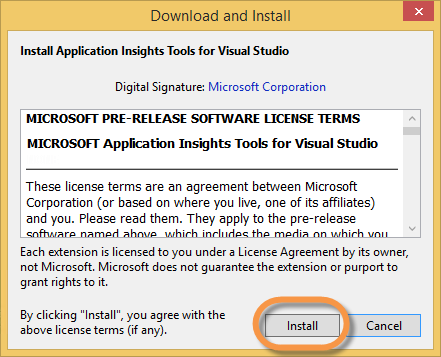 Download and Install
Install Application Insights Tools for Visual Studio
Digital Signature: Microsoft Corporation
MICROSOFT PRE-RELEASE SOFTWARE LICENSE TERMS
MICROSOFT Application Insights Tools for Visual Studio
These license terms are an agreement between Microsoft
Corporation (or based on where you live, one of its affiliates)
and you. Please read them. They apply to the pre-release
software named above, which includes the media on which you
Each extension is licensed to you under a License Agreement by its owner,
not Microsoft. Microsoft does not guarantee the extension or purport to
grant rights to it.
By clicking "Install", you agree with the
above license terms (if any).
Install
Cancel